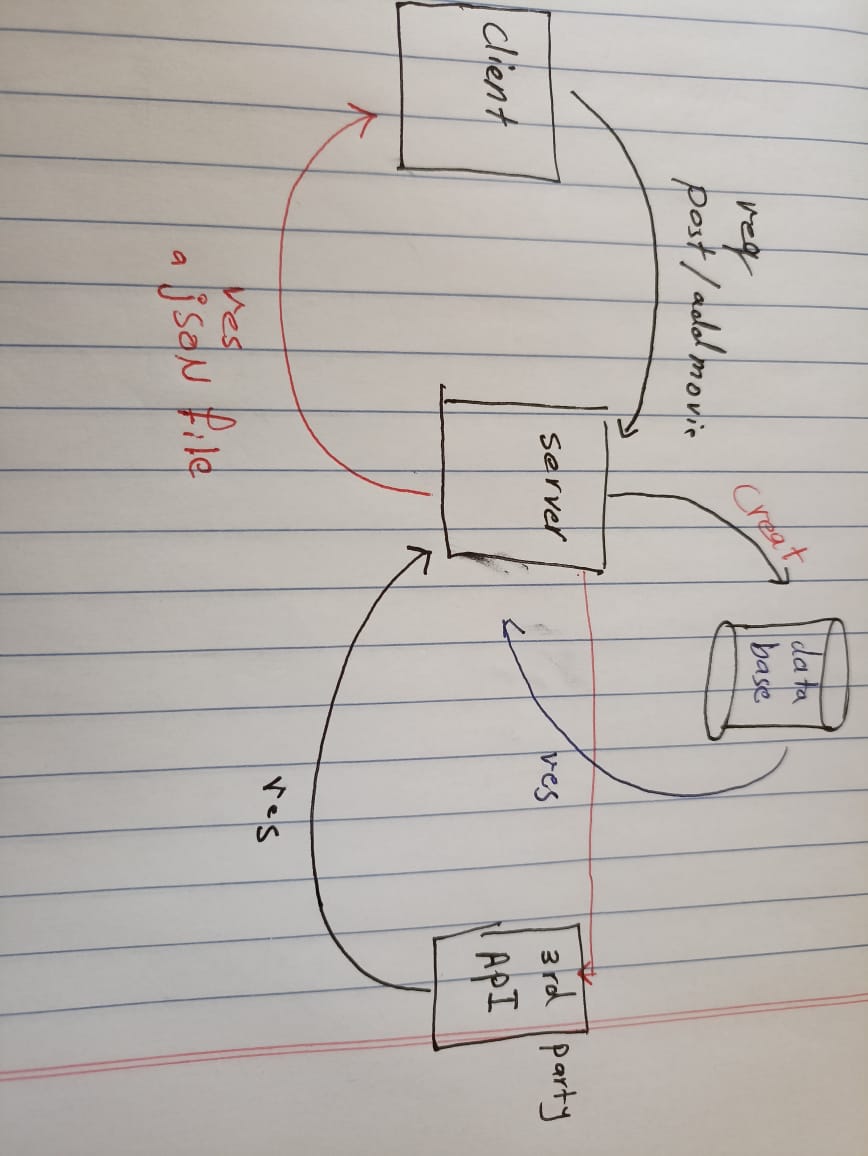 data
base
creat
req
post/addmovie
server
client
res
3rd
API
party
res
res
a jsoN file